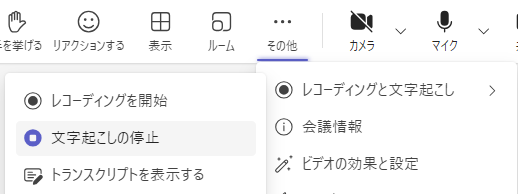 手を挙げる リアクションする 表示 ルーム その他 カメラ マイク
レコーディングと文字起こし
会議情報
ビデオの効果と設定
レコーディングを開始
文字起こしの停止
トランスクリプトを表示する